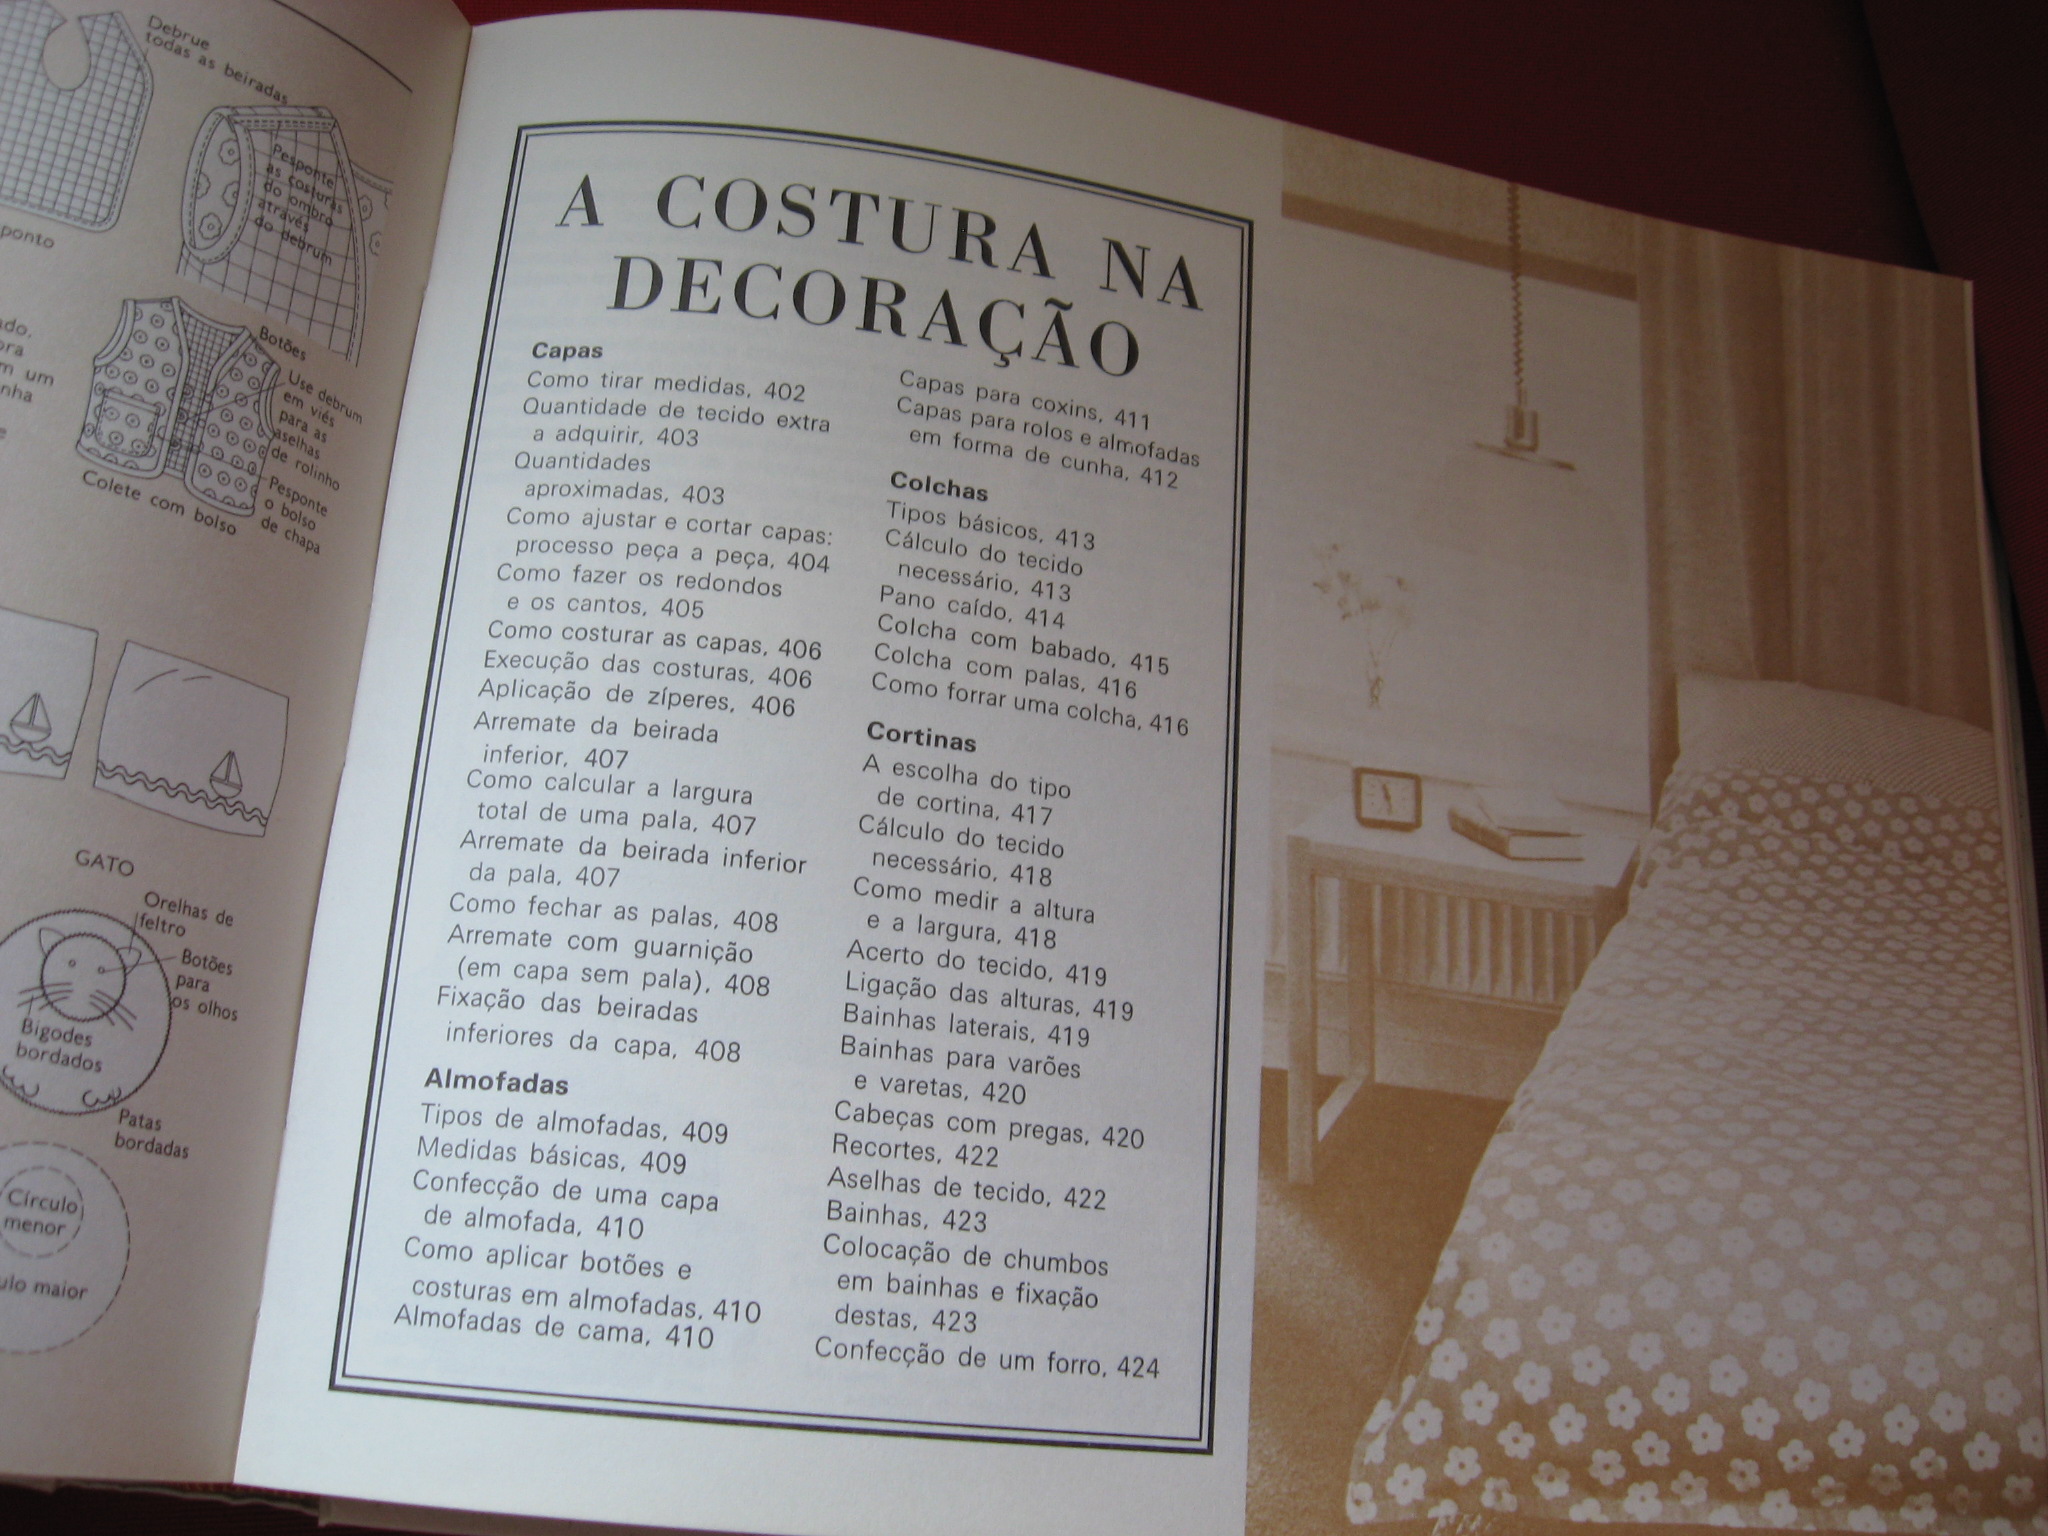 Debrue
todas as beiradas
Pesponte
as costuras
do ombro
através
do debrum
ponto
Botões
Use debrum
em viés
para as
aselhas
de rolinho
Pesponte
o bolso
de chapa
Colete com bolso
um
GATO
Orelhas de
feltro
Botões
para
os olhos
Bigodes
bordados
Patas
bordadas
Círculo
menor
maior
A COSTURA NA
DECORAÇÃO
Capas
Como tirar medidas, 402
Quantidade de tecido extra
a adquirir, 403
Quantidades
aproximadas, 403
Como ajustar e cortar capas:
processo peça a peça, 404
Como fazer os redondos
e os cantos, 405
Como costurar as capas, 406
Execução das costuras, 406
Aplicação de zíperes, 406
Arremate da beirada
inferior, 407
Como calcular a largura
total de uma pala, 407
Arremate da beirada inferior
da pala, 407
Como fechar as palas, 408
Arremate com guarnição
(em capa sem pala), 408
Fixação das beiradas
inferiores da capa, 408
Almofadas
Tipos de almofadas, 409
Medidas básicas, 409
Confecção de uma capa
de almofada, 410
Como aplicar botões e
costuras em almofadas, 410
Almofadas de cama, 410
Capas para coxins, 411
Capas para rolos e almofadas
em forma de cunha, 412
Colchas
Tipos básicos, 413
Cálculo do tecido
necessário, 413
Pano caído, 414
Colcha com babado, 415
Colcha com palas, 416
Como forrar uma colcha, 416
Cortinas
A escolha do tipo
de cortina, 417
Cálculo do tecido
necessário, 418
Como medir a altura
e a largura, 418
Acerto do tecido, 419
Ligação das alturas, 419
Bainhas laterais, 419
Bainhas para varões
e varetas, 420
Cabeças com pregas, 420
Recortes, 422
Aselhas de tecido, 422
Bainhas, 423
Colocação de chumbos
em bainhas e fixação
destas, 423
Confecção de um forro, 424